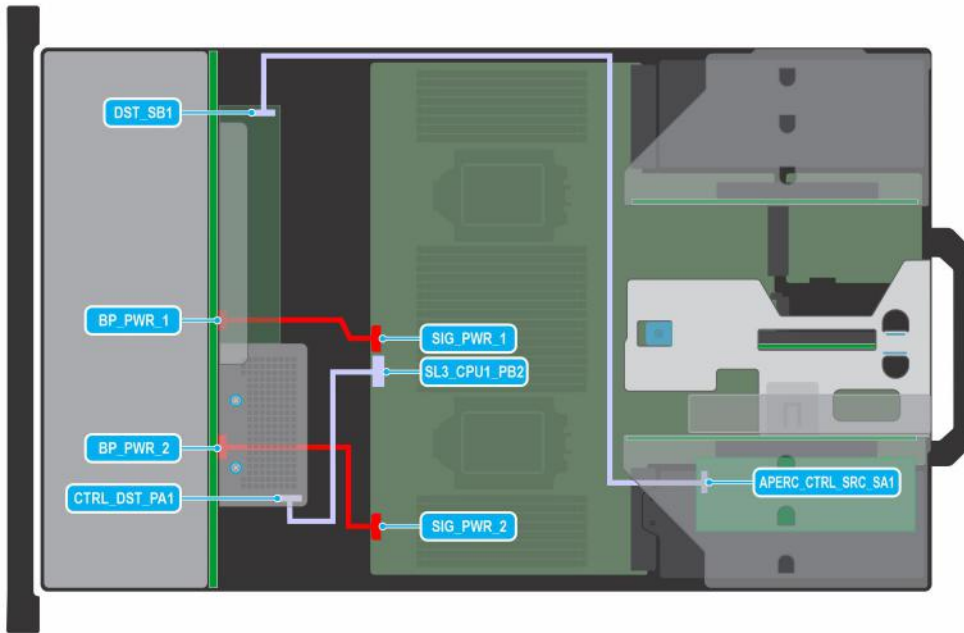 DST_SB1
BP_PWR_1
SIG_PWR_1
SL3_CPU1_PB2
BP_PWR_2
CTRL_DST_PA1
APERC_CTRL_SRC_SA1
SIG_PWR_2